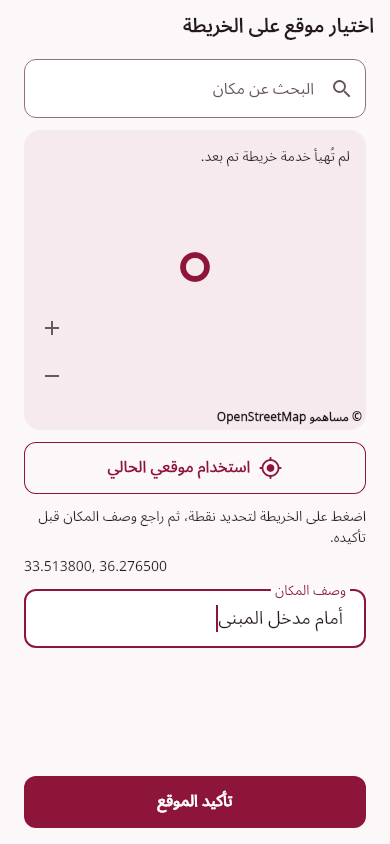 اختيار موقع على الخريطة
البحث عن مكان
لم تُهيأ خدمة خريطة تم بعد.
© مساهمو OpenStreetMap
استخدام موقعي الحالي
اضغط على الخريطة لتحديد نقطة، ثم راجع وصف المكان قبل
تأكيده.
33.513800, 36.276500
وصف المكان
أمام مدخل المبنى
تأكيد الموقع